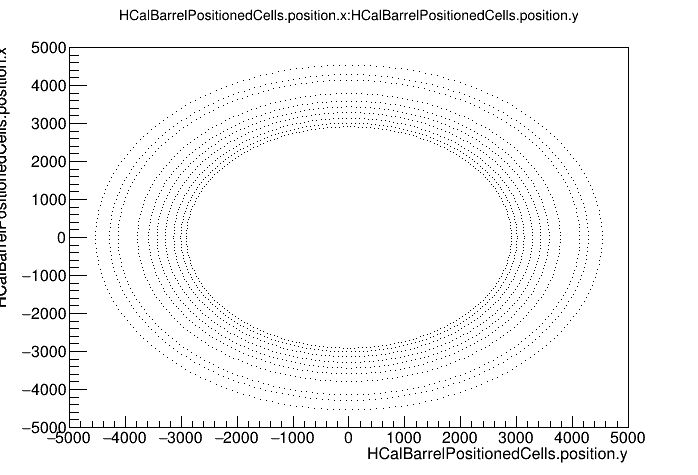 HCalBarrelPositionedCells.position.x:HCalBarrelPositionedCells.position.y
HCalBarrelPositionedCells.position.x
5000
4000
3000
2000
1000
0
−1000
−2000
−3000
−4000
−5000
−5000 −4000 −3000 −2000 −1000 0 1000 2000 3000 4000 5000
HCalBarrelPositionedCells.position.y